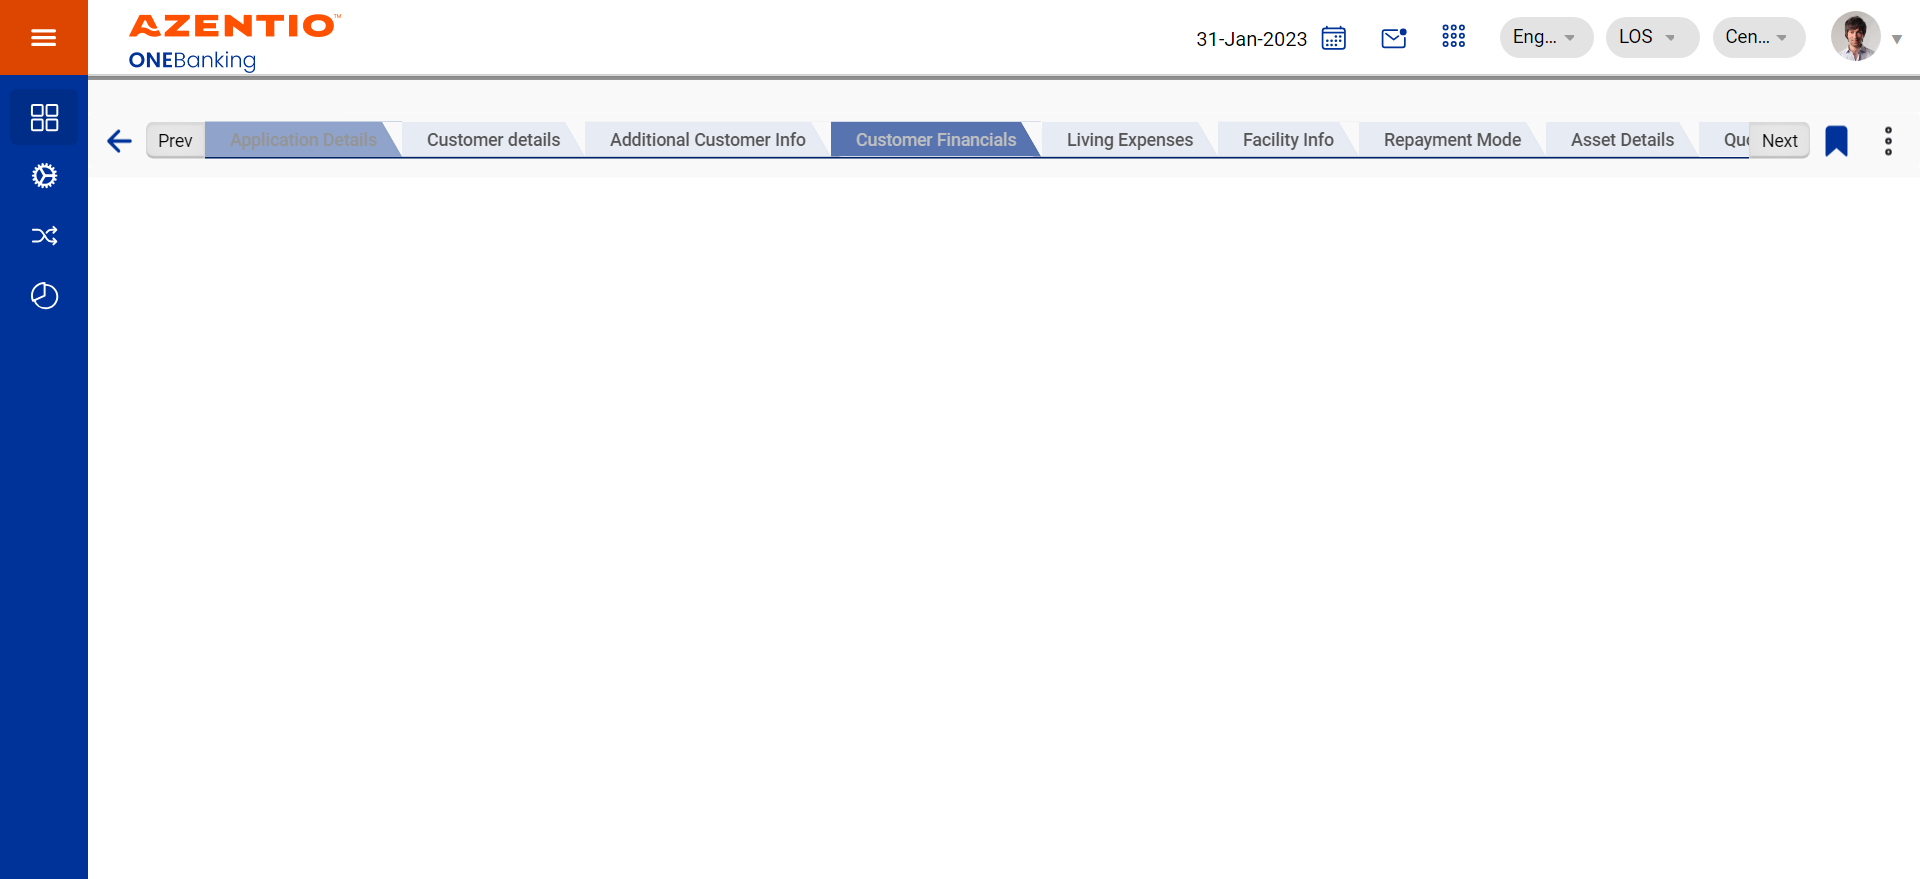 AZENTIO™
ONEBanking
31-Jan-2023
Eng...
LOS
Cen...
Prev
Application Details
Customer details
Additional Customer Info
Customer Financials
Living Expenses
Facility Info
Repayment Mode
Asset Details
Next